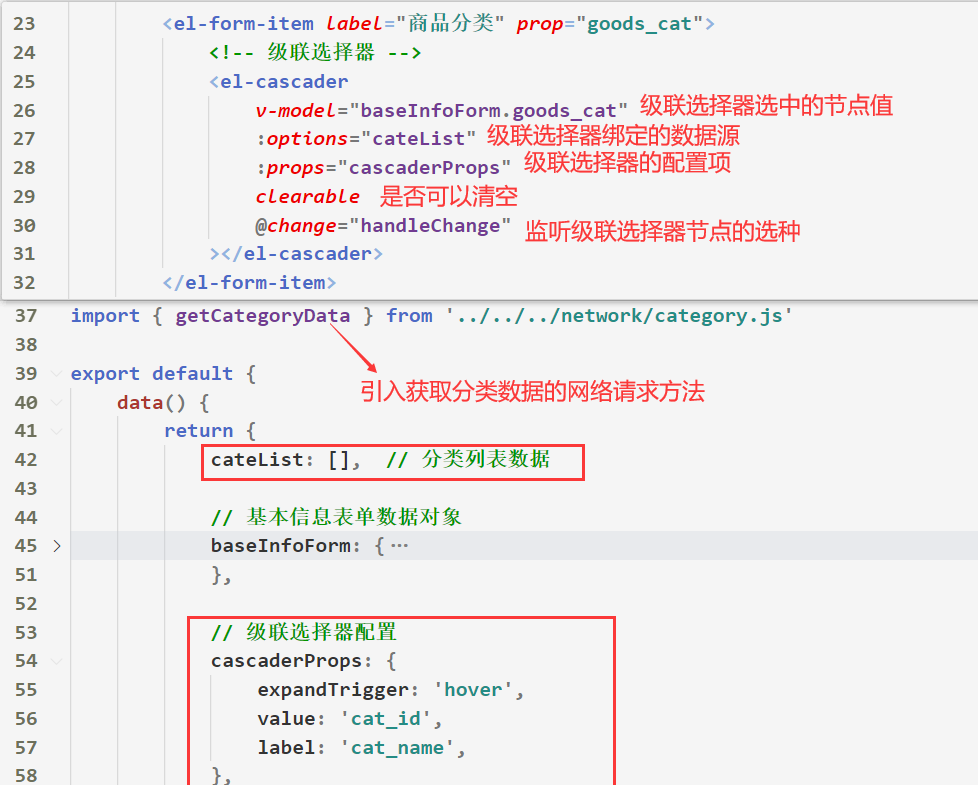 23 <el-form-item label="商品分类" prop="goods_cat">
24 <!-- 级联选择器 -->
25 <el-cascader
26 v-model="baseInfoForm.goods_cat" 级联选择器选中的节点值
27 :options="cateList" 级联选择器绑定的数据源
28 :props="cascaderProps" 级联选择器的配置项
29 clearable 是否可以清空
30 @change="handleChange" 监听级联选择器节点的选种
31 ></el-cascader>
32 </el-form-item>
37 import { getCategoryData } from '../../../network/category.js'
38
39 export default {
引入获取分类数据的网络请求方法
40 data() {
41 return {
42 cateList: [], // 分类列表数据
43
44 // 基本信息表单数据对象
45 baseInfoForm: {···
51 },
52
53 // 级联选择器配置
54 cascaderProps: {
55 expandTrigger: 'hover',
56 value: 'cat_id',
57 label: 'cat_name',
58 },